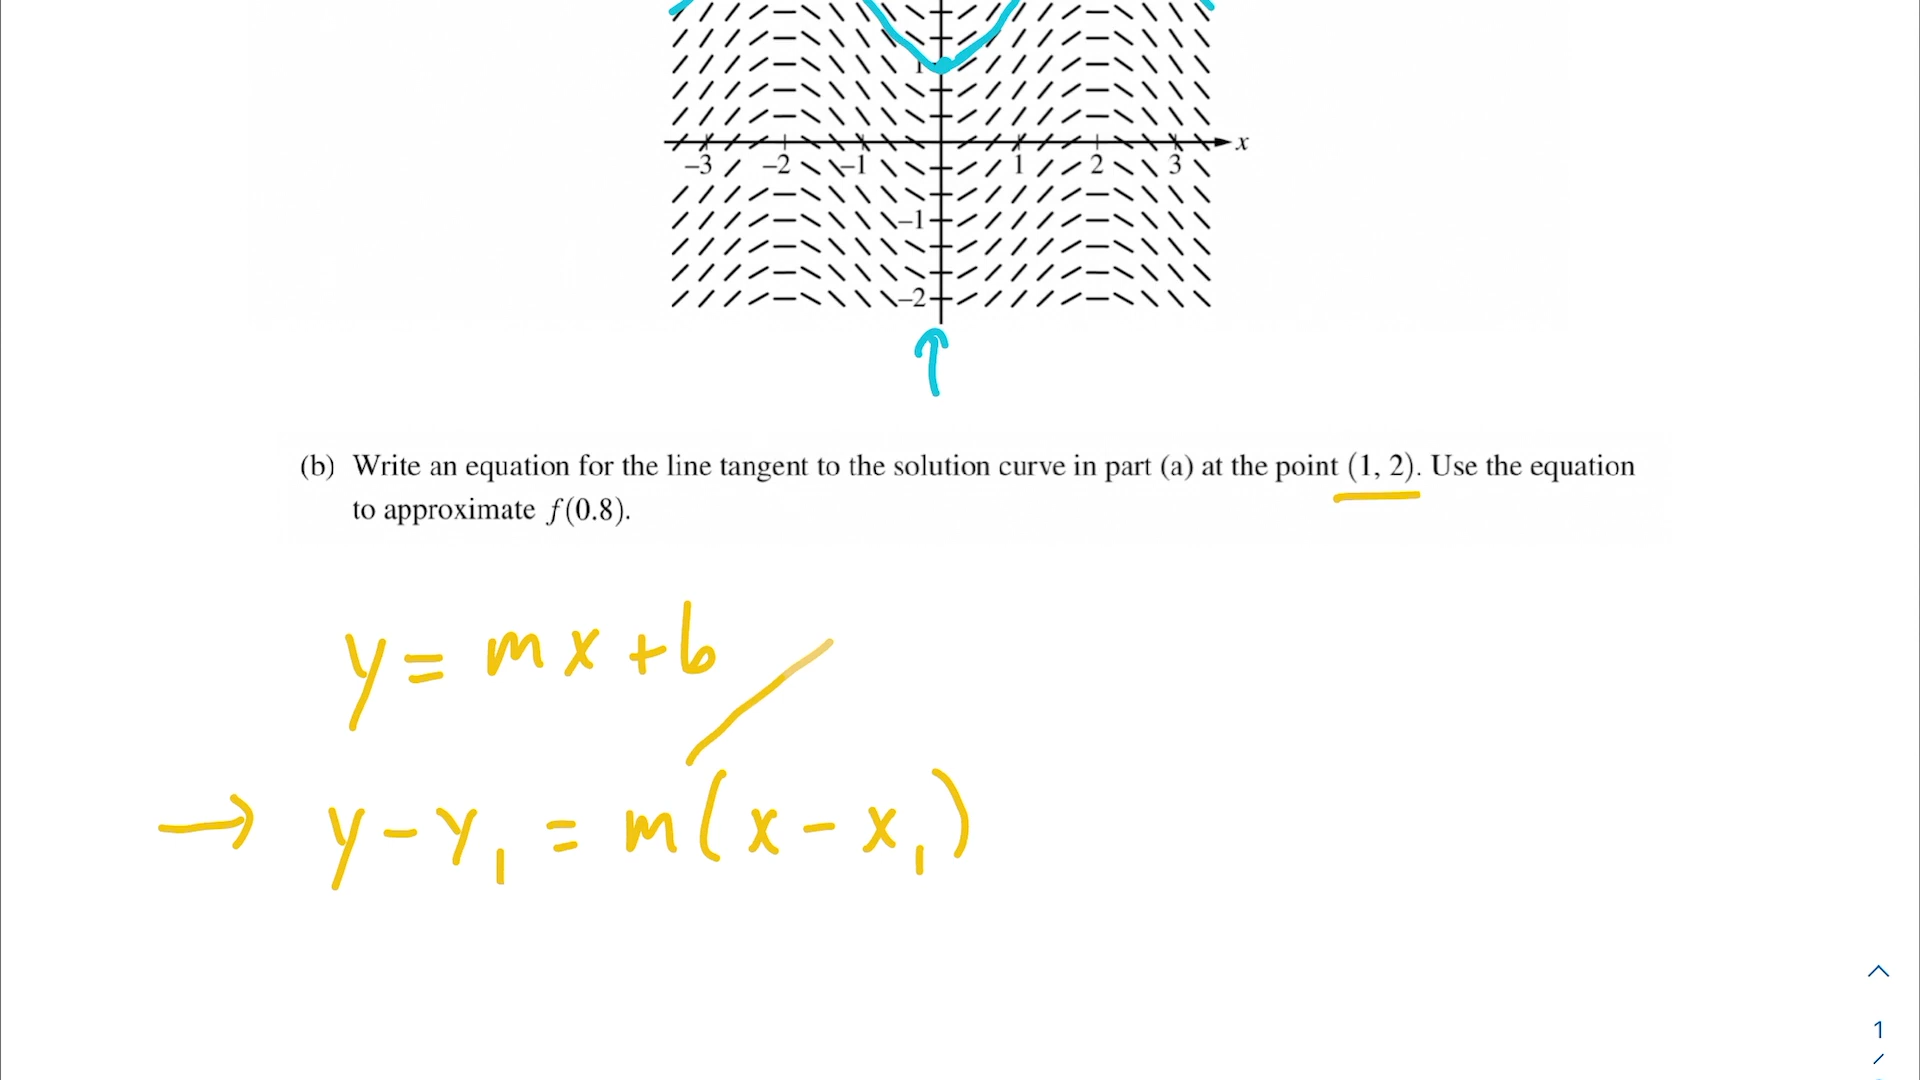 1
x
–3 –2 –1 1 2 3
–1
–2
(b) Write an equation for the line tangent to the solution curve in part (a) at the point (1, 2). Use the equation
to approximate f(0.8).
y = mx + b
→ y - y₁ = m(x - x₁)
1